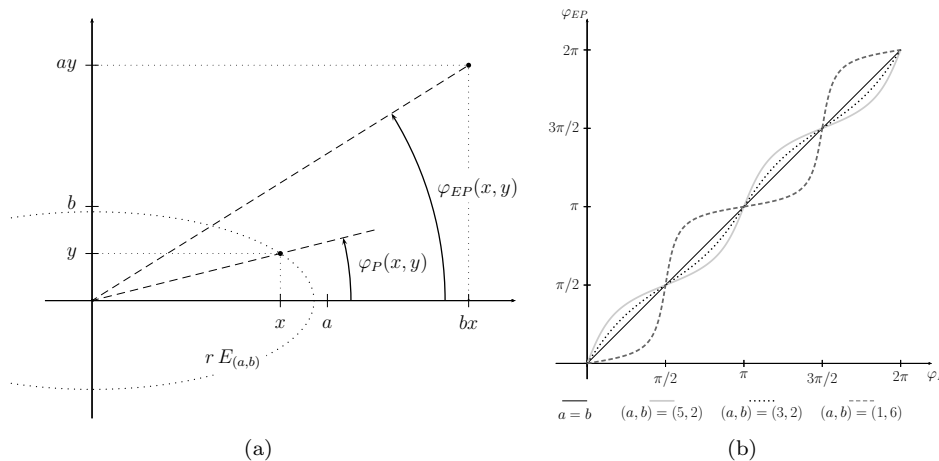 ay
b
y
φ_EP(x, y)
φ_P(x, y)
x
a
bx
r E_(a,b)
(a)
φ_EP
2π
3π/2
π
π/2
π/2
π
3π/2
2π
a = b
(a, b) = (5, 2)
(a, b) = (3, 2)
(a, b) = (1, 6)
(b)